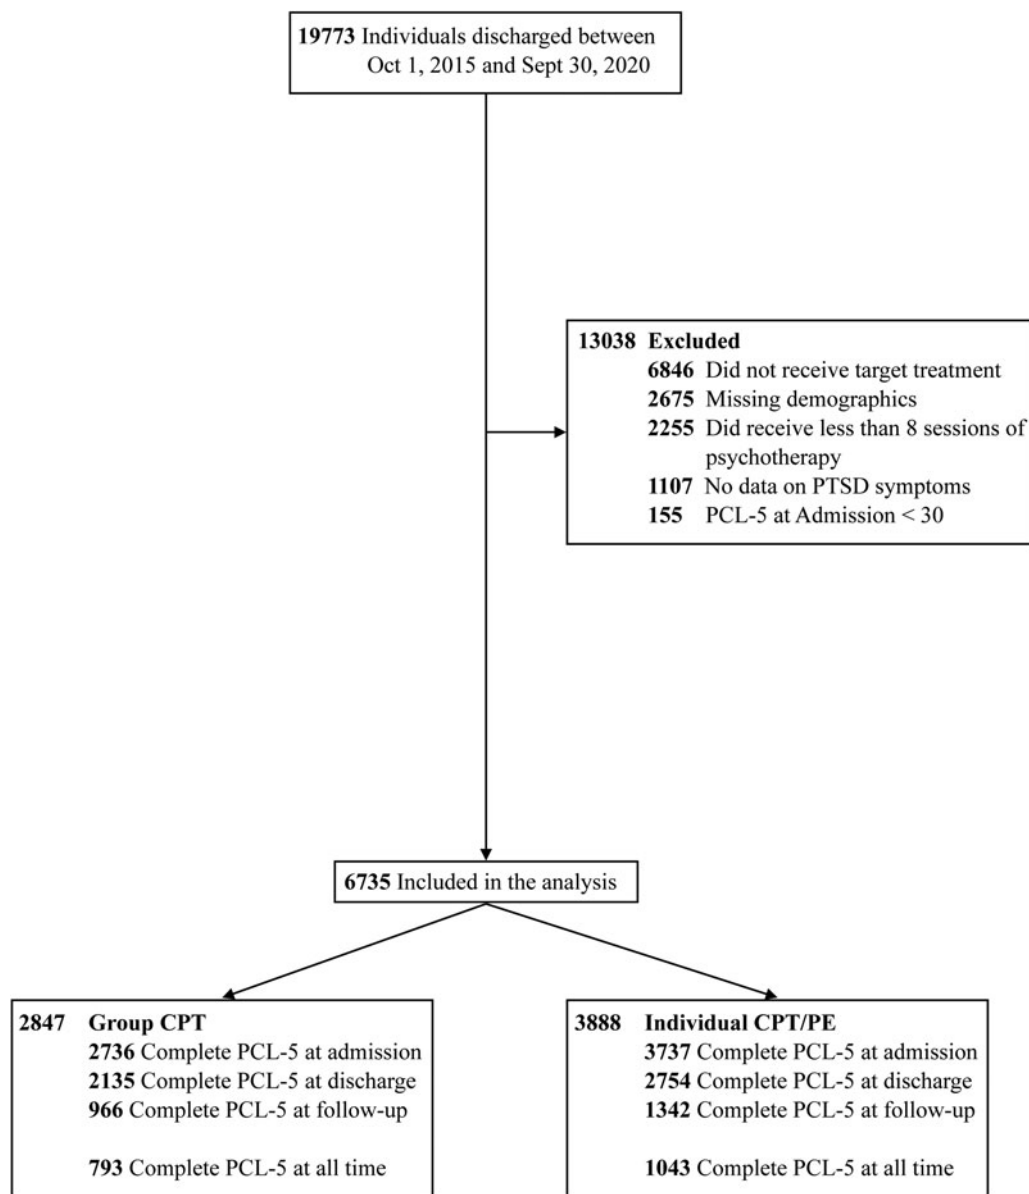 19773 Individuals discharged between
Oct 1, 2015 and Sept 30, 2020
13038 Excluded
6846 Did not receive target treatment
2675 Missing demographics
2255 Did receive less than 8 sessions of
psychotherapy
1107 No data on PTSD symptoms
155 PCL-5 at Admission < 30
6735 Included in the analysis
2847 Group CPT
2736 Complete PCL-5 at admission
2135 Complete PCL-5 at discharge
966 Complete PCL-5 at follow-up
793 Complete PCL-5 at all time
3888 Individual CPT/PE
3737 Complete PCL-5 at admission
2754 Complete PCL-5 at discharge
1342 Complete PCL-5 at follow-up
1043 Complete PCL-5 at all time